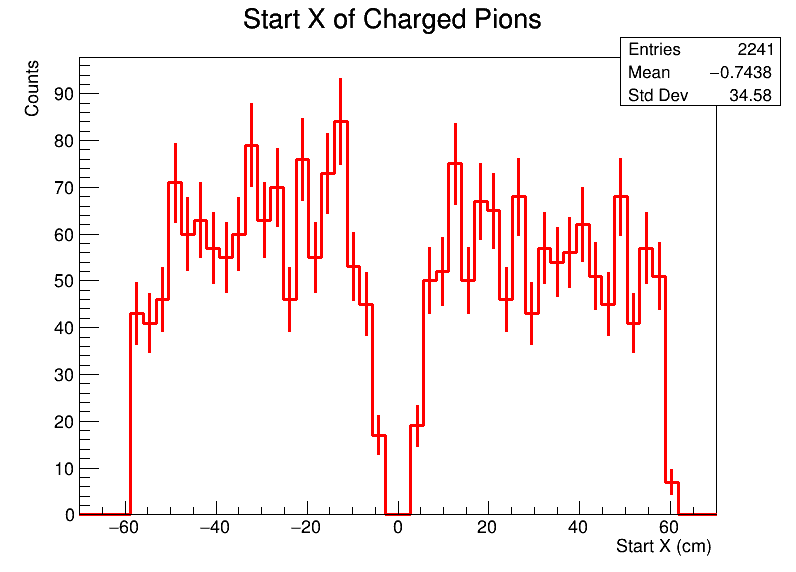 Start X of Charged Pions
Entries 2241
Mean −0.7438
Std Dev 34.58
Counts
90
80
70
60
50
40
30
20
10
0
−60 −40 −20 0 20 40 60
Start X (cm)